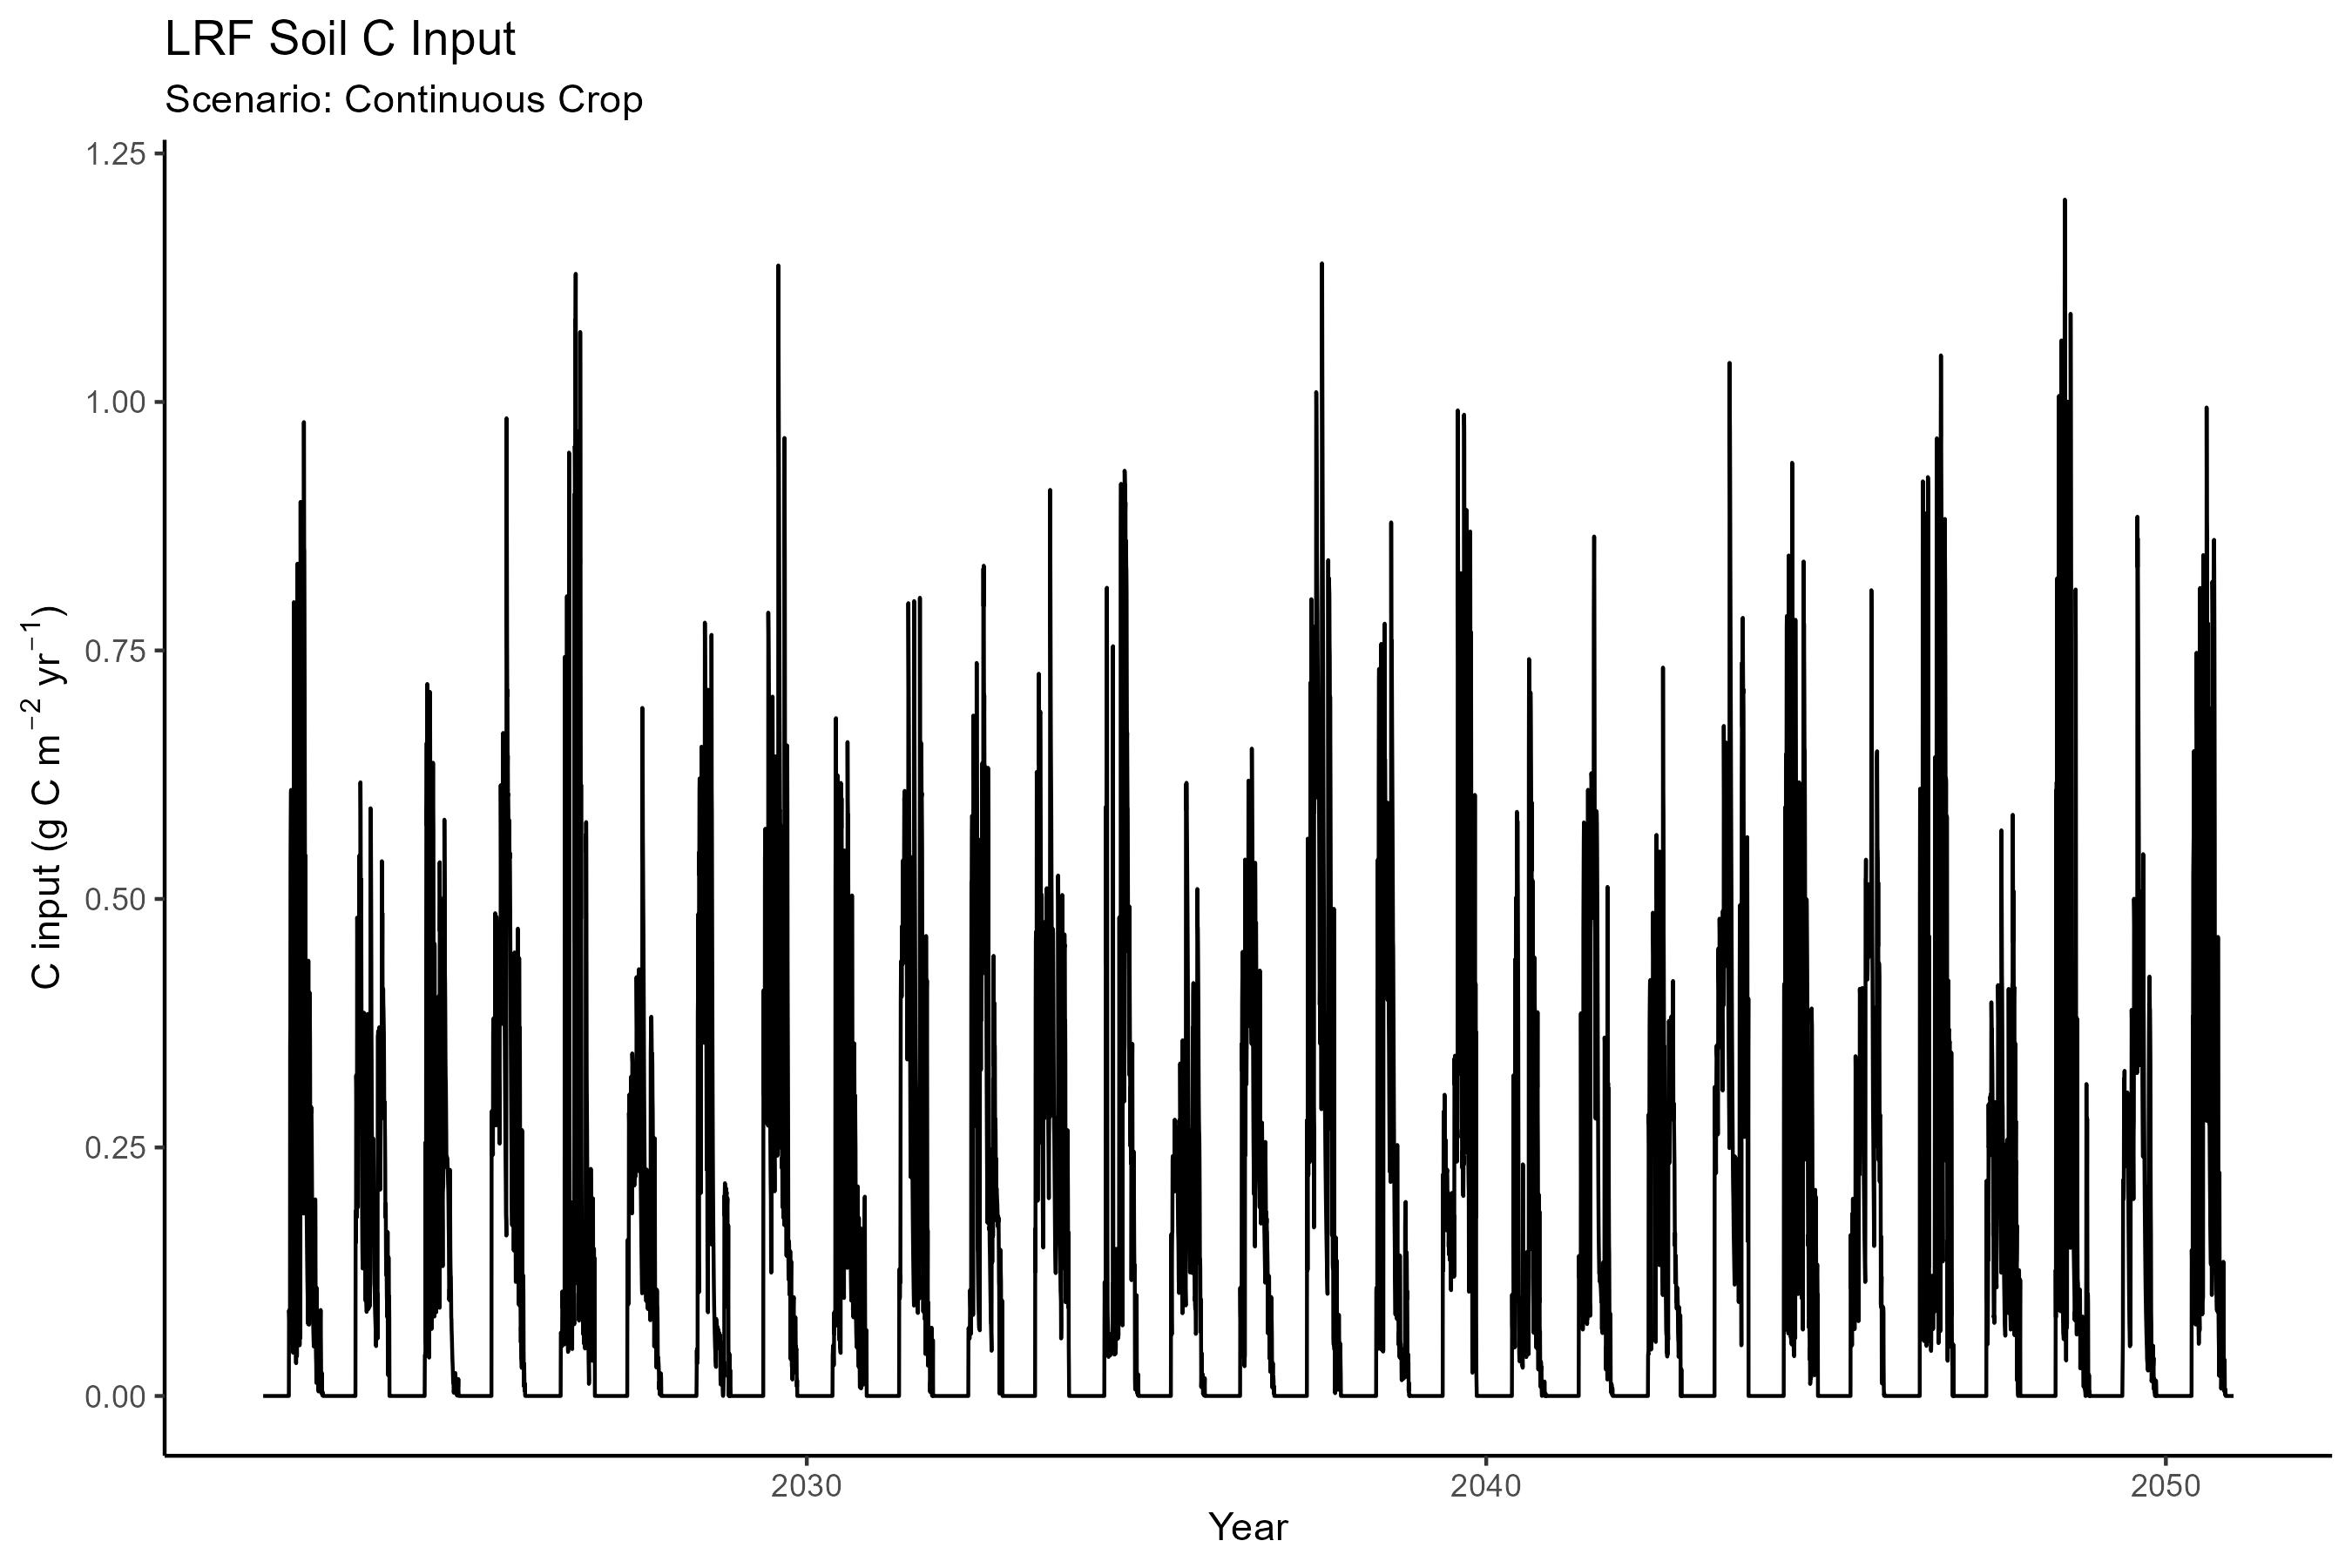 LRF Soil C Input
Scenario: Continuous Crop
C input (g C m⁻² yr⁻¹)
1.25
1.00
0.75
0.50
0.25
0.00
2030 2040 2050
Year